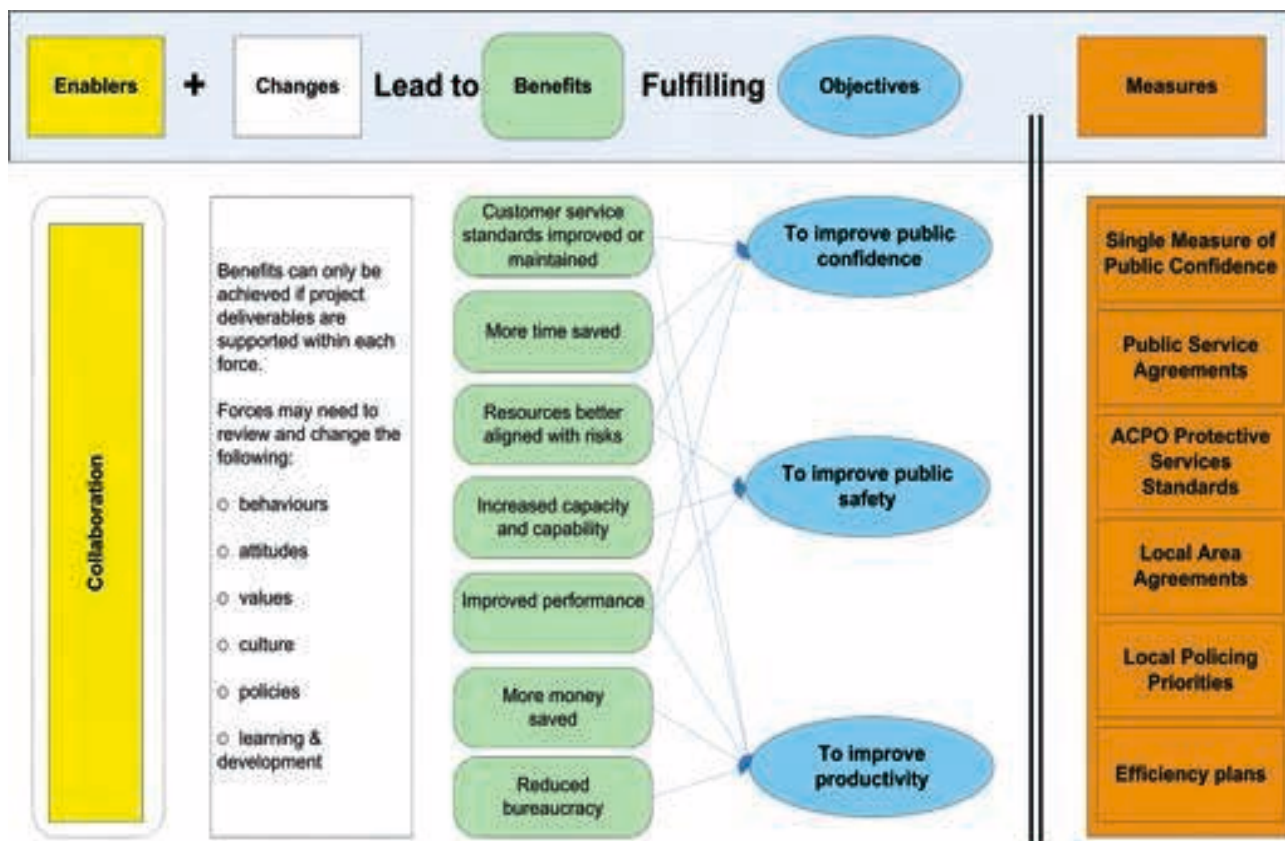 Enablers
+
Changes
Lead to
Benefits
Fulfilling
Objectives
Measures
Collaboration
Benefits can only be
achieved if project
deliverables are
supported within each
force.
Forces may need to
review and change the
following:
o behaviours
o attitudes
o values
o culture
o policies
o learning &
development
Customer service
standards improved or
maintained
More time saved
Resources better
aligned with risks
Increased capacity
and capability
Improved performance
More money
saved
Reduced
bureaucracy
To improve public
confidence
To improve public
safety
To improve
productivity
Single Measure of
Public Confidence
Public Service
Agreements
ACPO Protective
Services
Standards
Local Area
Agreements
Local Policing
Priorities
Efficiency plans